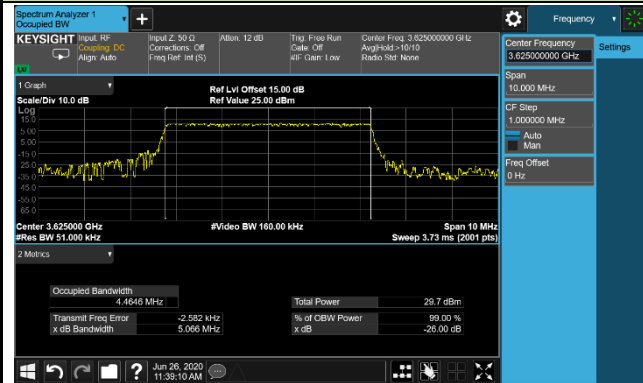 Spectrum Analyzer 1
Occupied BW
Frequency
KEYSIGHT
Input: RF
Coupling: DC
Align: Auto
Input Z: 50 Ω
Corrections: Off
Freq Ref: Int (S)
Atten: 12 dB
Trig: Free Run
Gate: Off
#IF Gain: Low
Center Freq: 3.625000000 GHz
Avg|Hold:>10/10
Radio Std: None
Center Frequency
3.625000000 GHz
Settings
Span
10.000 MHz
CF Step
1.000000 MHz
Auto
Man
Freq Offset
0 Hz
1 Graph
Scale/Div 10.0 dB
Ref Lvl Offset 15.00 dB
Ref Value 25.00 dBm
Log
15.0
5.00
-5.00
-15.0
-25.0
-35.0
-45.0
-55.0
-65.0
Center 3.625000 GHz
#Res BW 51.000 kHz
#Video BW 160.00 kHz
Span 10 MHz
Sweep 3.73 ms (2001 pts)
2 Metrics
Occupied Bandwidth
4.4646 MHz
Total Power
29.7 dBm
Transmit Freq Error
-2.582 kHz
% of OBW Power
99.00 %
x dB Bandwidth
5.066 MHz
x dB
-26.00 dB
?
Jun 26, 2020
11:39:10 AM